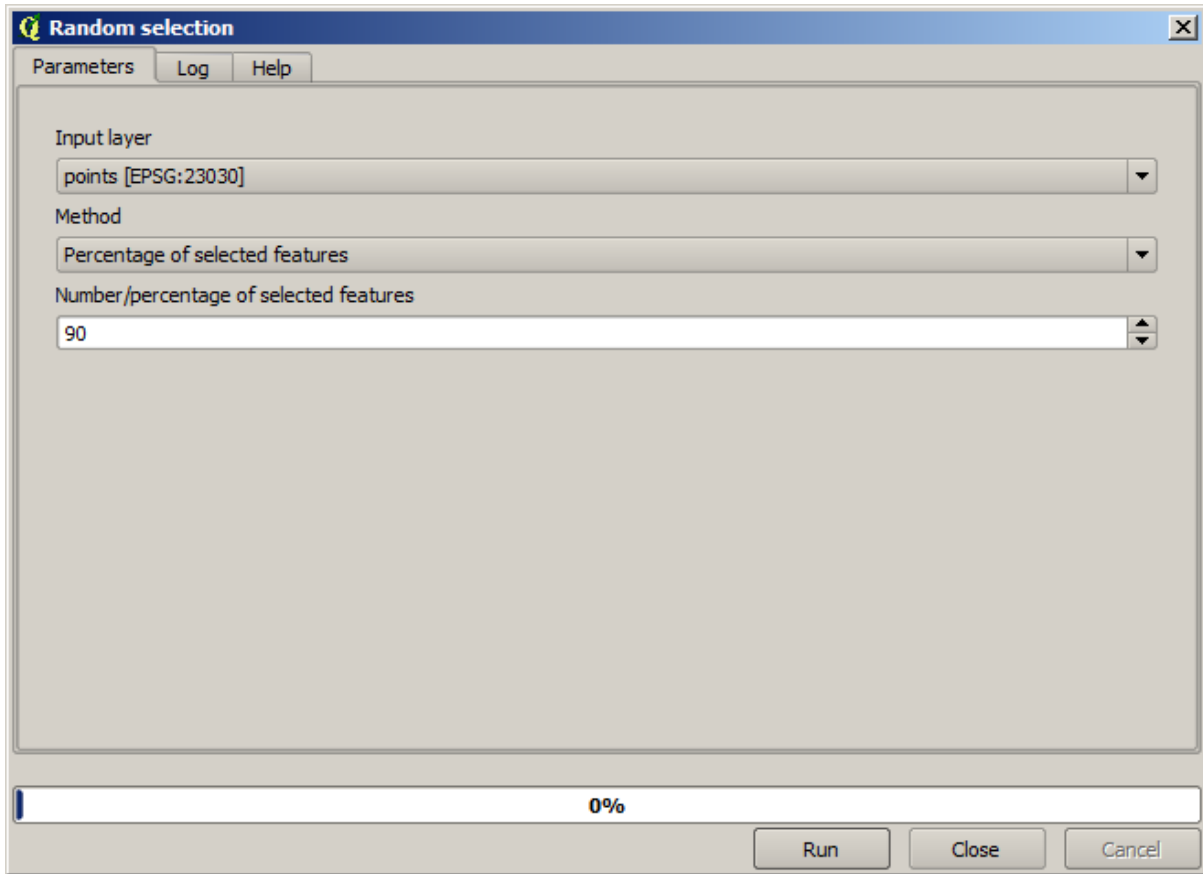 Random selection
Parameters Log Help
Input layer
points [EPSG:23030]
Method
Percentage of selected features
Number/percentage of selected features
90
0%
Run Close Cancel